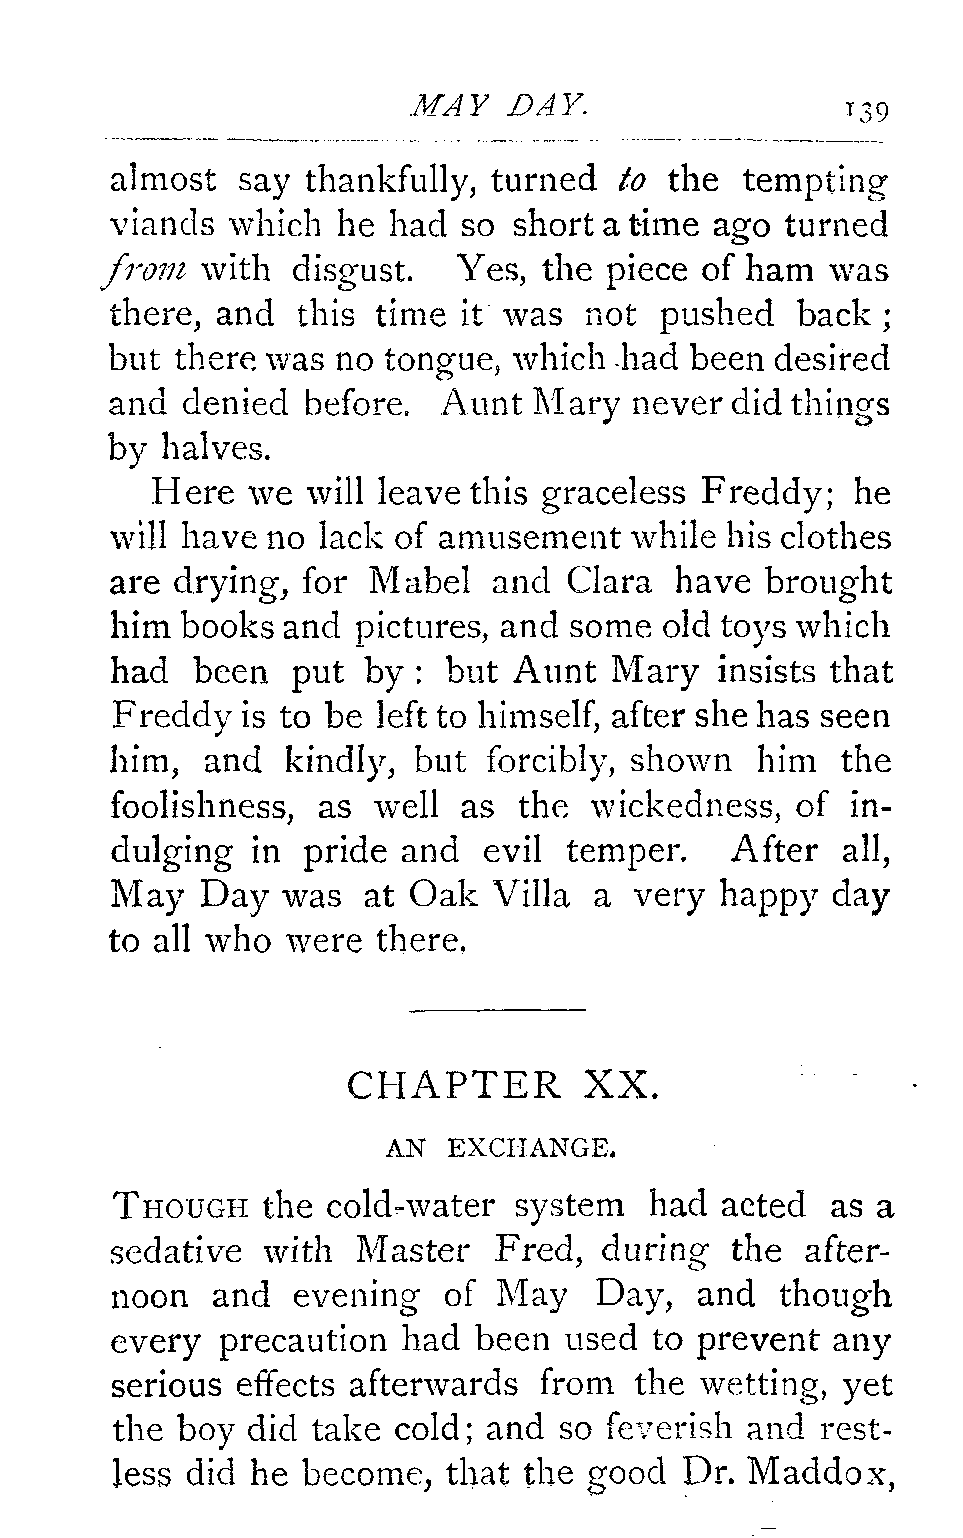 MAY DAY. 139
almost say thankfully, turned to the tempting
viands which he had so short a time ago turned
from with disgust. Yes, the piece of ham was
there, and this time it was not pushed back ;
but there was no tongue, which had been desired
and denied before. Aunt Mary never did things
by halves.
Here we will leave this graceless Freddy; he
will have no lack of amusement while his clothes
are drying, for Mabel and Clara have brought
him books and pictures, and some old toys which
had been put by : but Aunt Mary insists that
Freddy is to be left to himself, after she has seen
him, and kindly, but forcibly, shown him the
foolishness, as well as the wickedness, of in-
dulging in pride and evil temper. After all,
May Day was at Oak Villa a very happy day
to all who were there.
CHAPTER XX.
AN EXCHANGE.
THOUGH the cold-water system had acted as a
sedative with Master Fred, during the after-
noon and evening of May Day, and though
every precaution had been used to prevent any
serious effects afterwards from the wetting, yet
the boy did take cold; and so feverish and rest-
less did he become, that the good Dr. Maddox,